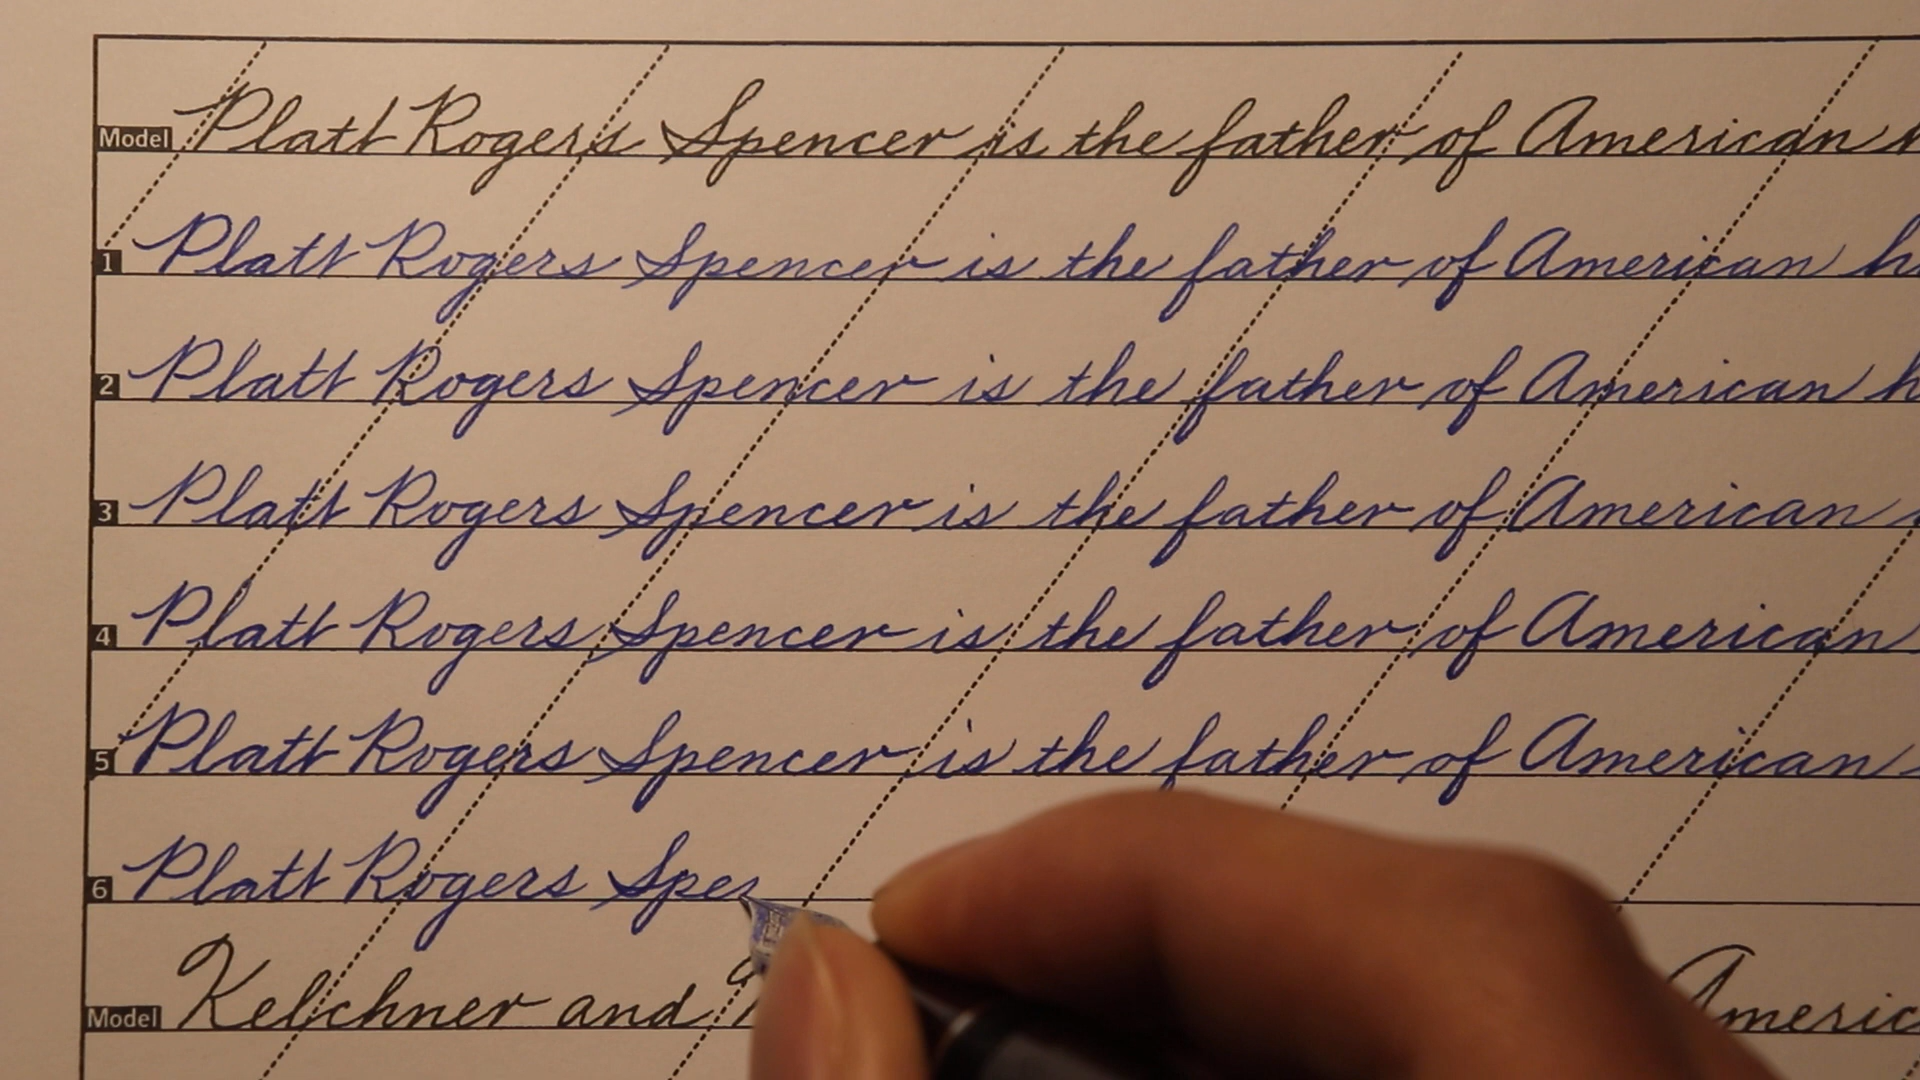 Model Platt Rogers Spencer is the father of American h
1 Platt Rogers Spencer is the father of American h
2 Platt Rogers Spencer is the father of American h
3 Platt Rogers Spencer is the father of American
4 Platt Rogers Spencer is the father of American
5 Platt Rogers Spencer is the father of American
6 Platt Rogers Spe
Model Kelchner and Americ